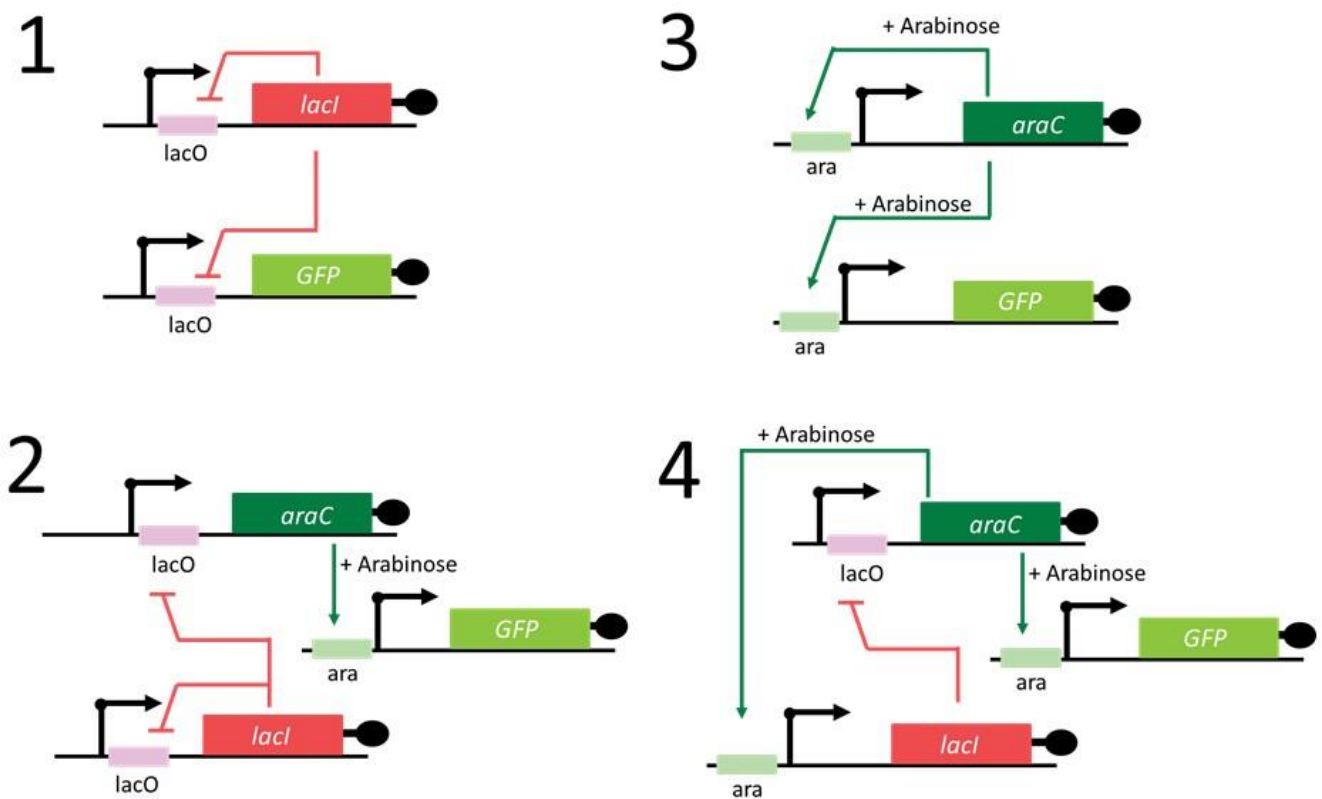 1
lacI
lacO
GFP
lacO
3
+ Arabinose
araC
ara
+ Arabinose
GFP
ara
2
araC
lacO
+ Arabinose
GFP
ara
lacI
lacO
4
+ Arabinose
araC
lacO
+ Arabinose
GFP
ara
lacI
ara